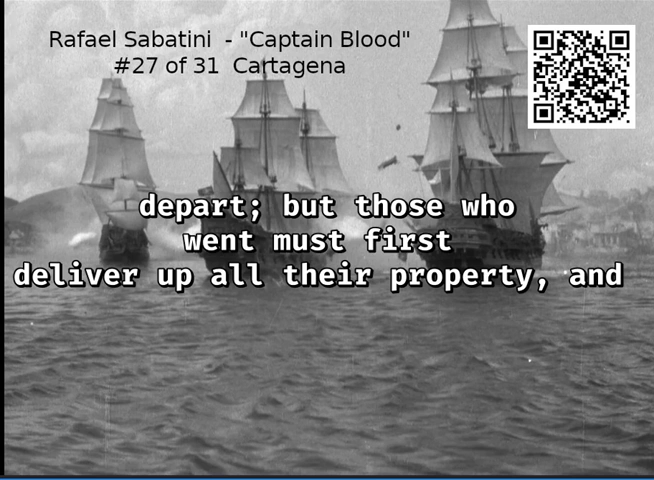 Rafael Sabatini - "Captain Blood"
#27 of 31 Cartagena
depart; but those who
went must first
deliver up all their property, and